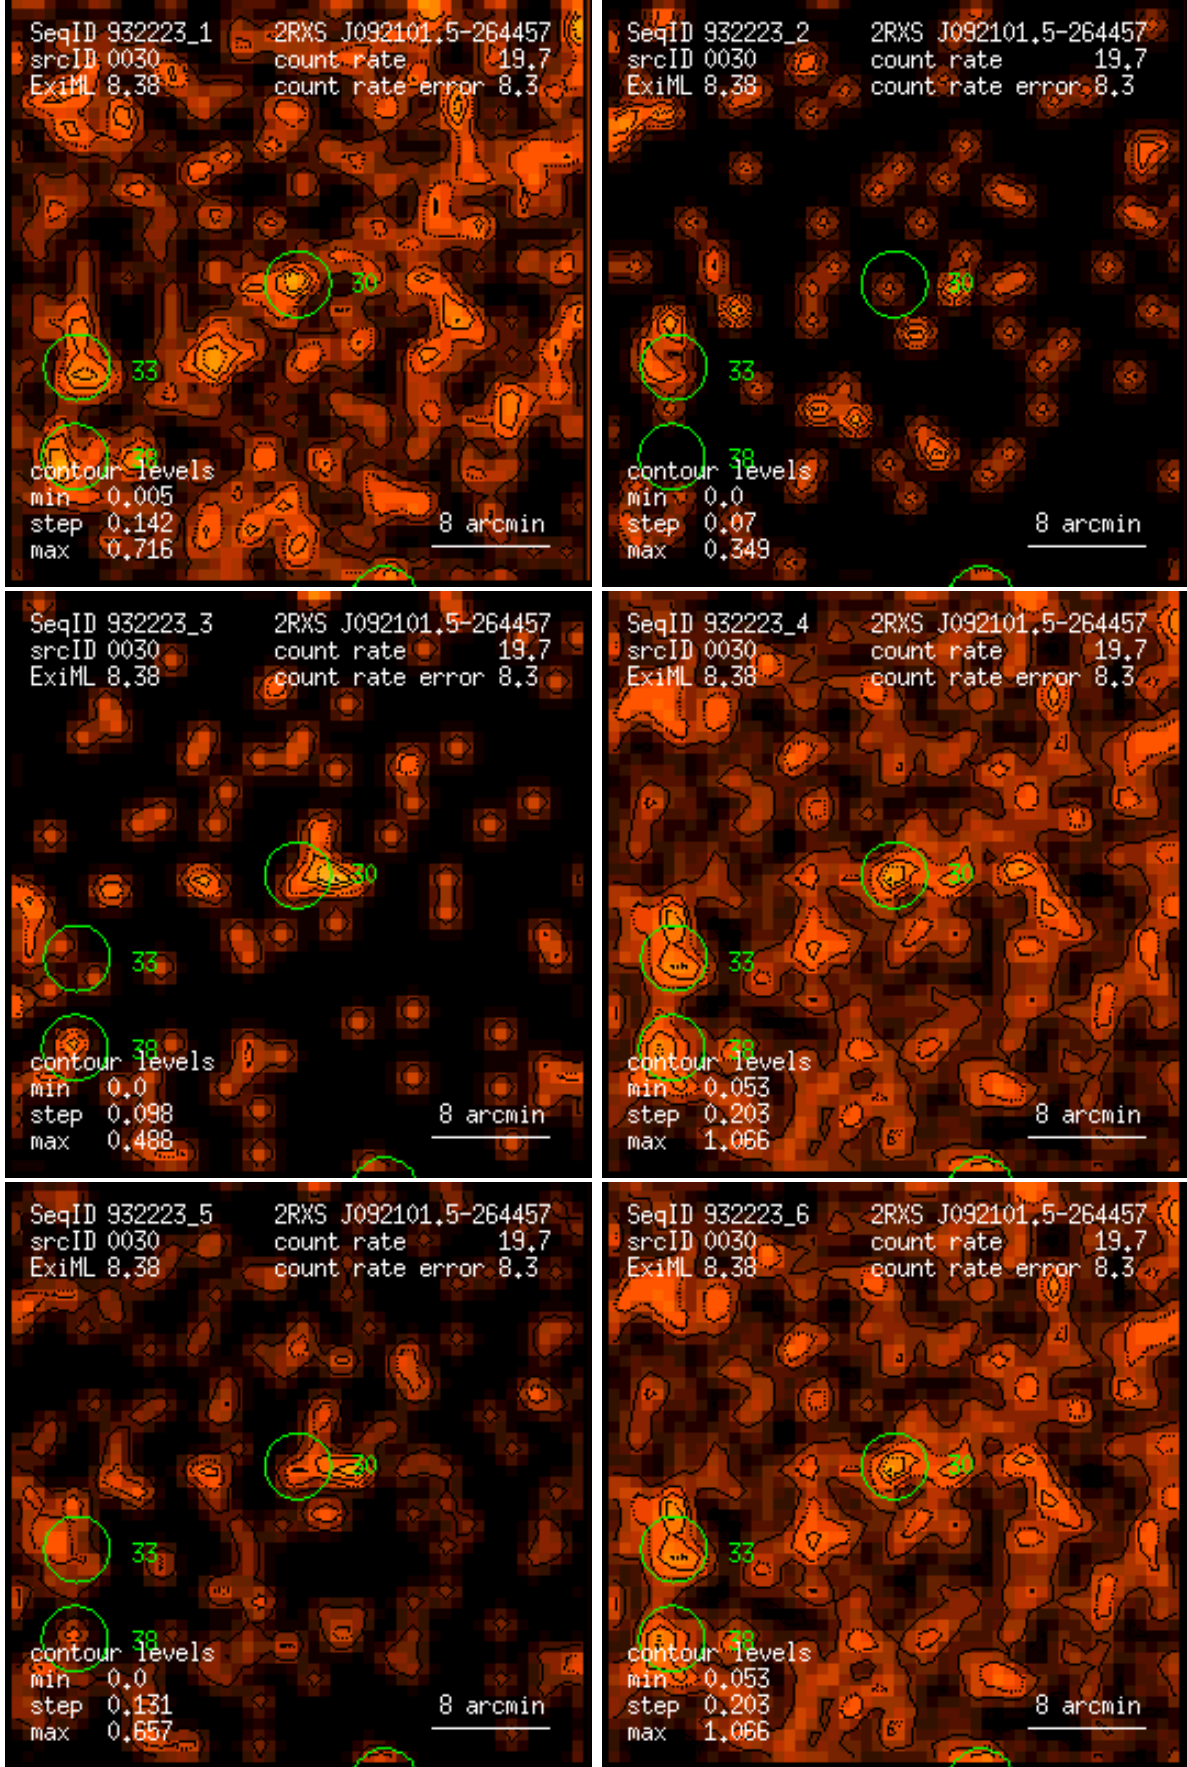 SeqID 932223_1 2RXS J092101.5-264457
srcID 0030 count rate 19.7
ExiML 8.38 count rate error 8.3
30
33
38
contour levels
min 0.005
step 0.142 8 arcmin
max 0.716
SeqID 932223_2 2RXS J092101.5-264457
srcID 0030 count rate 19.7
ExiML 8.38 count rate error 8.3
30
33
38
contour levels
min 0.0
step 0.07 8 arcmin
max 0.349
SeqID 932223_3 2RXS J092101.5-264457
srcID 0030 count rate 19.7
ExiML 8.38 count rate error 8.3
30
33
38
contour levels
min 0.0
step 0.098 8 arcmin
max 0.488
SeqID 932223_4 2RXS J092101.5-264457
srcID 0030 count rate 19.7
ExiML 8.38 count rate error 8.3
30
33
38
contour levels
min 0.053
step 0.203 8 arcmin
max 1.066
SeqID 932223_5 2RXS J092101.5-264457
srcID 0030 count rate 19.7
ExiML 8.38 count rate error 8.3
30
33
38
contour levels
min 0.0
step 0.131 8 arcmin
max 0.657
SeqID 932223_6 2RXS J092101.5-264457
srcID 0030 count rate 19.7
ExiML 8.38 count rate error 8.3
30
33
38
contour levels
min 0.053
step 0.203 8 arcmin
max 1.066